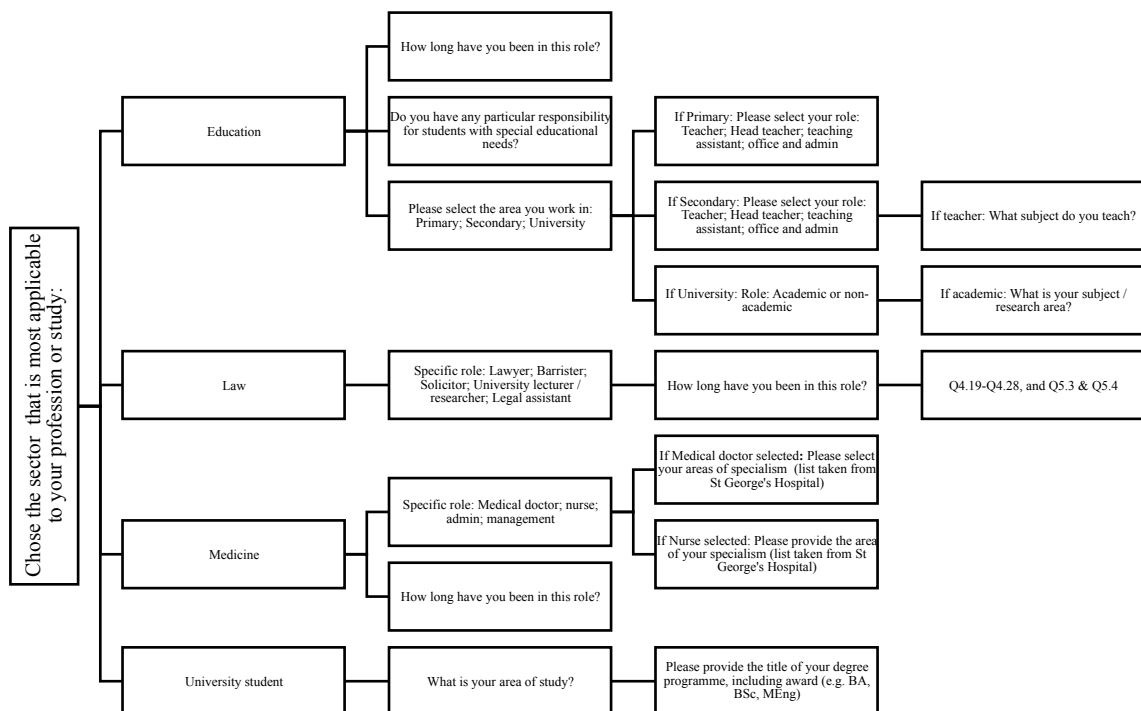 Chose the sector that is most applicable
to your profession or study:
Education
How long have you been in this role?
Do you have any particular responsibility
for students with special educational
needs?
Please select the area you work in:
Primary; Secondary; University
If Primary: Please select your role:
Teacher; Head teacher; teaching
assistant; office and admin
If Secondary: Please select your role:
Teacher; Head teacher; teaching
assistant; office and admin
If teacher: What subject do you teach?
If University: Role: Academic or non-
academic
If academic: What is your subject /
research area?
Law
Specific role: Lawyer; Barrister;
Solicitor; University lecturer /
researcher; Legal assistant
How long have you been in this role?
Q4.19-Q4.28, and Q5.3 & Q5.4
Medicine
Specific role: Medical doctor; nurse;
admin; management
If Medical doctor selected: Please select
your areas of specialism (list taken from
St George's Hospital)
If Nurse selected: Please provide the area
of your specialism (list taken from St
George's Hospital)
How long have you been in this role?
University student
What is your area of study?
Please provide the title of your degree
programme, including award (e.g. BA,
BSc, MEng)